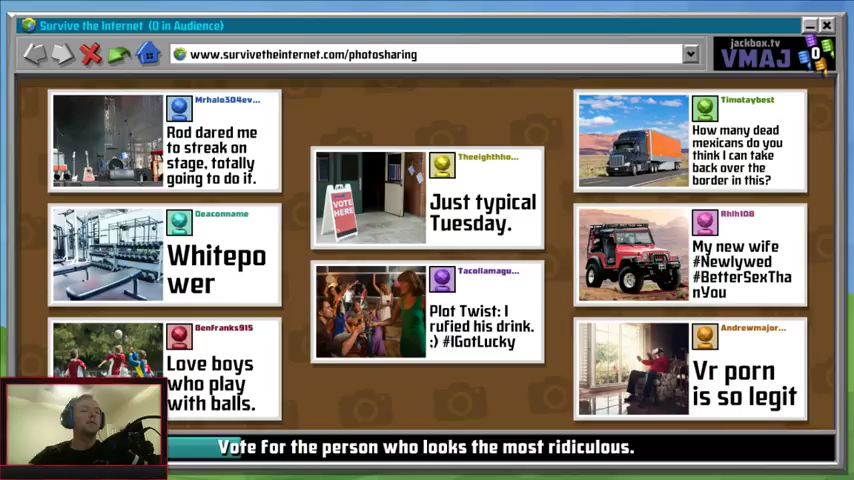 Survive the Internet (0 in Audience)
www.survivetheinternet.com/photosharing
jackbox.tv
VMAJ
0
Mrhalo304ev...
Rod dared me
to streak on
stage, totally
going to do it.
Deaconname
Whitepo
wer
BenFranks915
Love boys
who play
with balls.
VOTE
HERE
Theeighthho...
Just typical
Tuesday.
Tacollamagu...
Plot Twist: I
rufied his drink.
;) #IGotLucky
Timotaybest
How many dead
mexicans do you
think I can take
back over the
border in this?
Rhlh108
My new wife
#Newlywed
#BetterSexTha
nYou
Andrewmajor...
Vr porn
is so legit
Vote for the person who looks the most ridiculous.